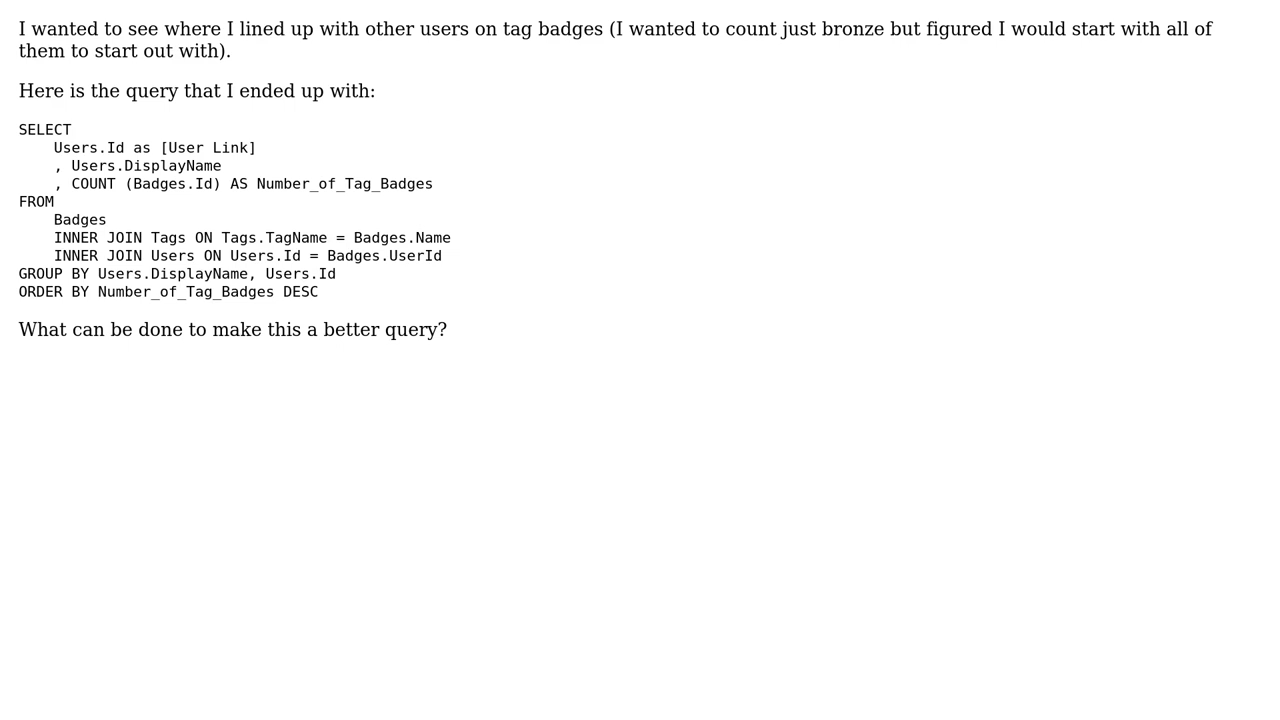 I wanted to see where I lined up with other users on tag badges (I wanted to count just bronze but figured I would start with all of
them to start out with).
Here is the query that I ended up with:
SELECT
    Users.Id as [User Link]
    , Users.DisplayName
    , COUNT (Badges.Id) AS Number_of_Tag_Badges
FROM
    Badges
    INNER JOIN Tags ON Tags.TagName = Badges.Name
    INNER JOIN Users ON Users.Id = Badges.UserId
GROUP BY Users.DisplayName, Users.Id
ORDER BY Number_of_Tag_Badges DESC
What can be done to make this a better query?